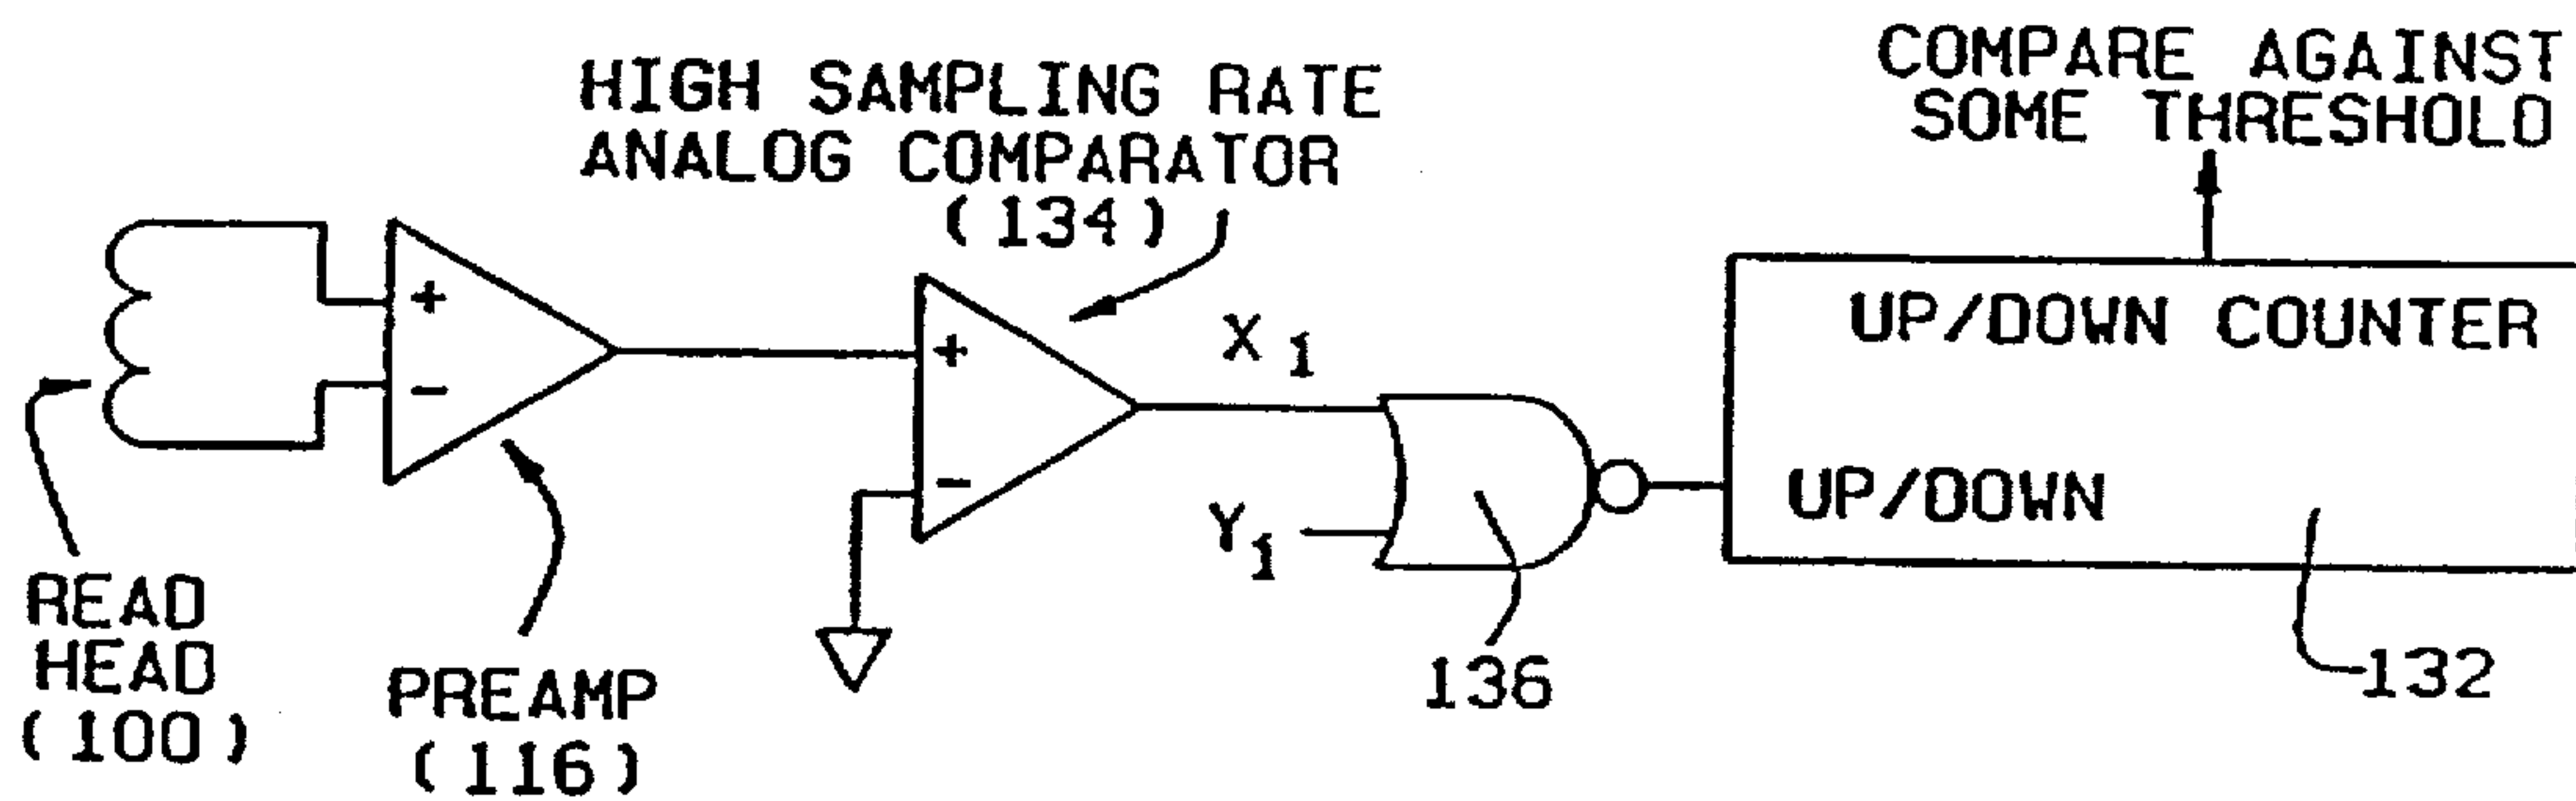 HIGH SAMPLING RATE
ANALOG COMPARATOR
(134)
COMPARE AGAINST
SOME THRESHOLD
+
-
+
-
X1
Y1
UP/DOWN COUNTER
UP/DOWN
READ
HEAD
(100)
PREAMP
(116)
136
132